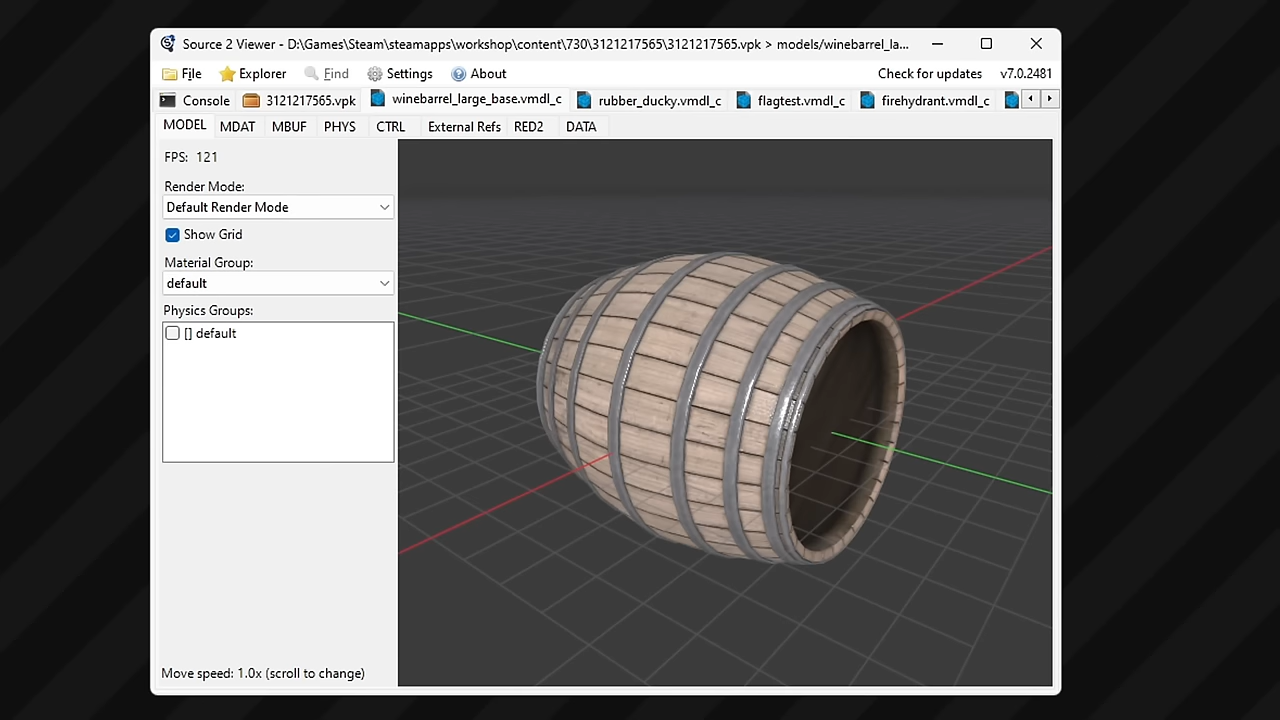 Source 2 Viewer - D:\Games\Steam\steamapps\workshop\content\730\3121217565\3121217565.vpk > models/winebarrel_la...
File Explorer Find Settings About Check for updates v7.0.2481
Console 3121217565.vpk winebarrel_large_base.vmdl_c rubber_ducky.vmdl_c flagtest.vmdl_c firehydrant.vmdl_c
MODEL MDAT MBUF PHYS CTRL External Refs RED2 DATA
FPS: 121
Render Mode:
Default Render Mode
Show Grid
Material Group:
default
Physics Groups:
[] default
Move speed: 1.0x (scroll to change)